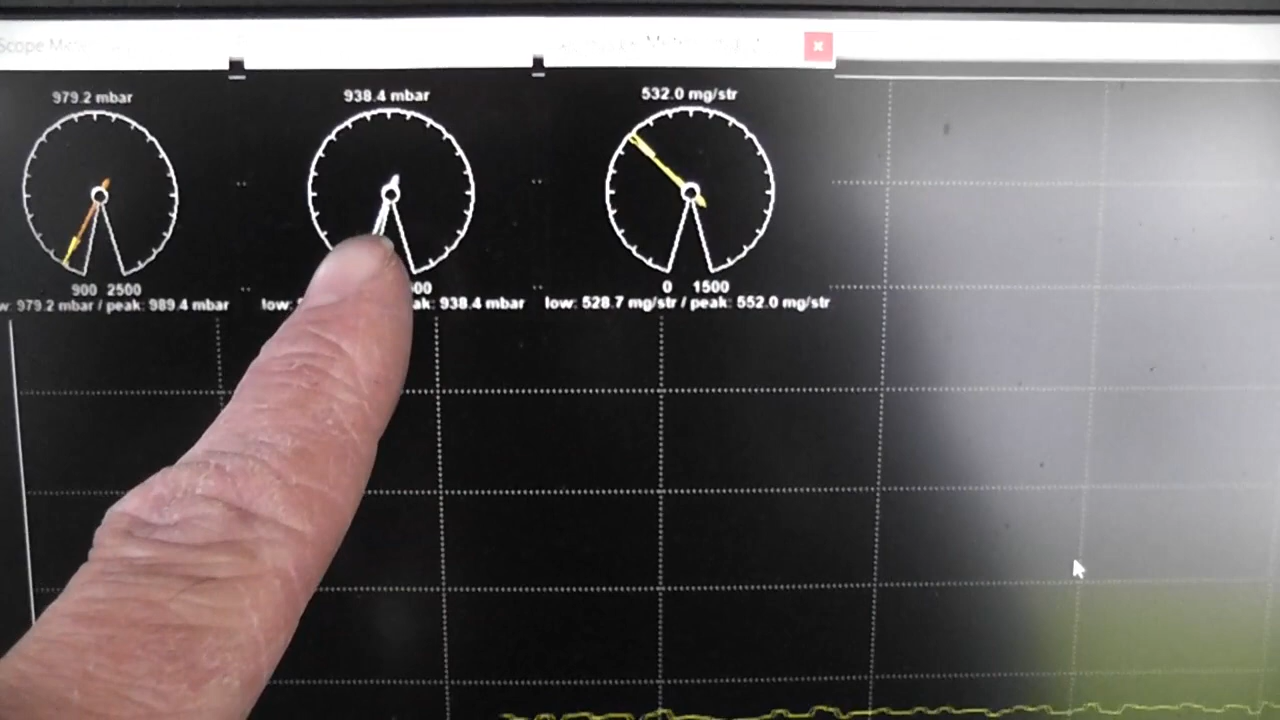 Scope
979.2 mbar
938.4 mbar
532.0 mg/str
900 2500
0 1500
979.2 mbar / peak: 989.4 mbar
low: 938.4 mbar
low: 528.7 mg/str / peak: 552.0 mg/str